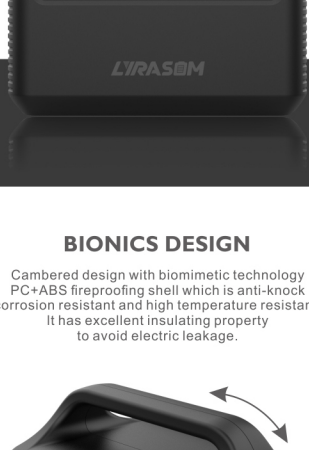 LYRASOM
BIONICS DESIGN
Cambered design with biomimetic technology
PC+ABS fireproofing shell which is anti-knock
corrosion resistant and high temperature resistan
It has excellent insulating property
to avoid electric leakage.